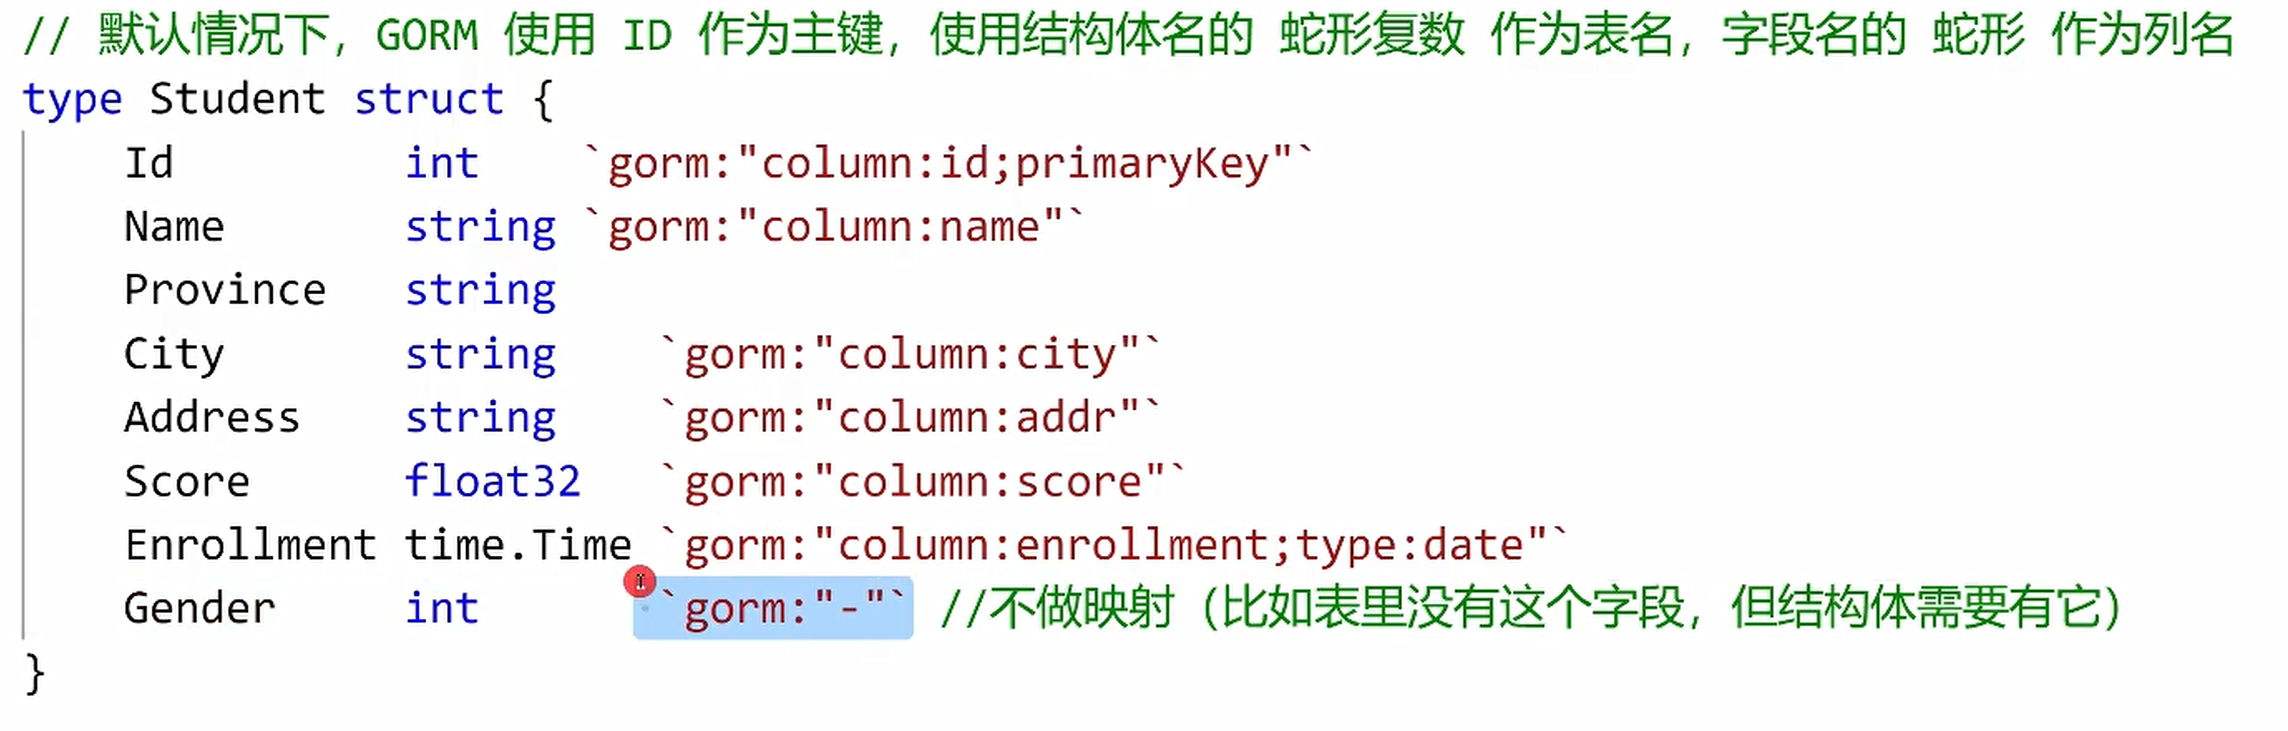 // 默认情况下，GORM 使用 ID 作为主键，使用结构体名的 蛇形复数 作为表名，字段名的 蛇形 作为列名
type Student struct {
    Id         int    `gorm:"column:id;primaryKey"`
    Name       string `gorm:"column:name"`
    Province   string
    City       string    `gorm:"column:city"`
    Address    string    `gorm:"column:addr"`
    Score      float32   `gorm:"column:score"`
    Enrollment time.Time `gorm:"column:enrollment;type:date"`
    Gender     int       `gorm:"-"` //不做映射（比如表里没有这个字段，但结构体需要有它）
}